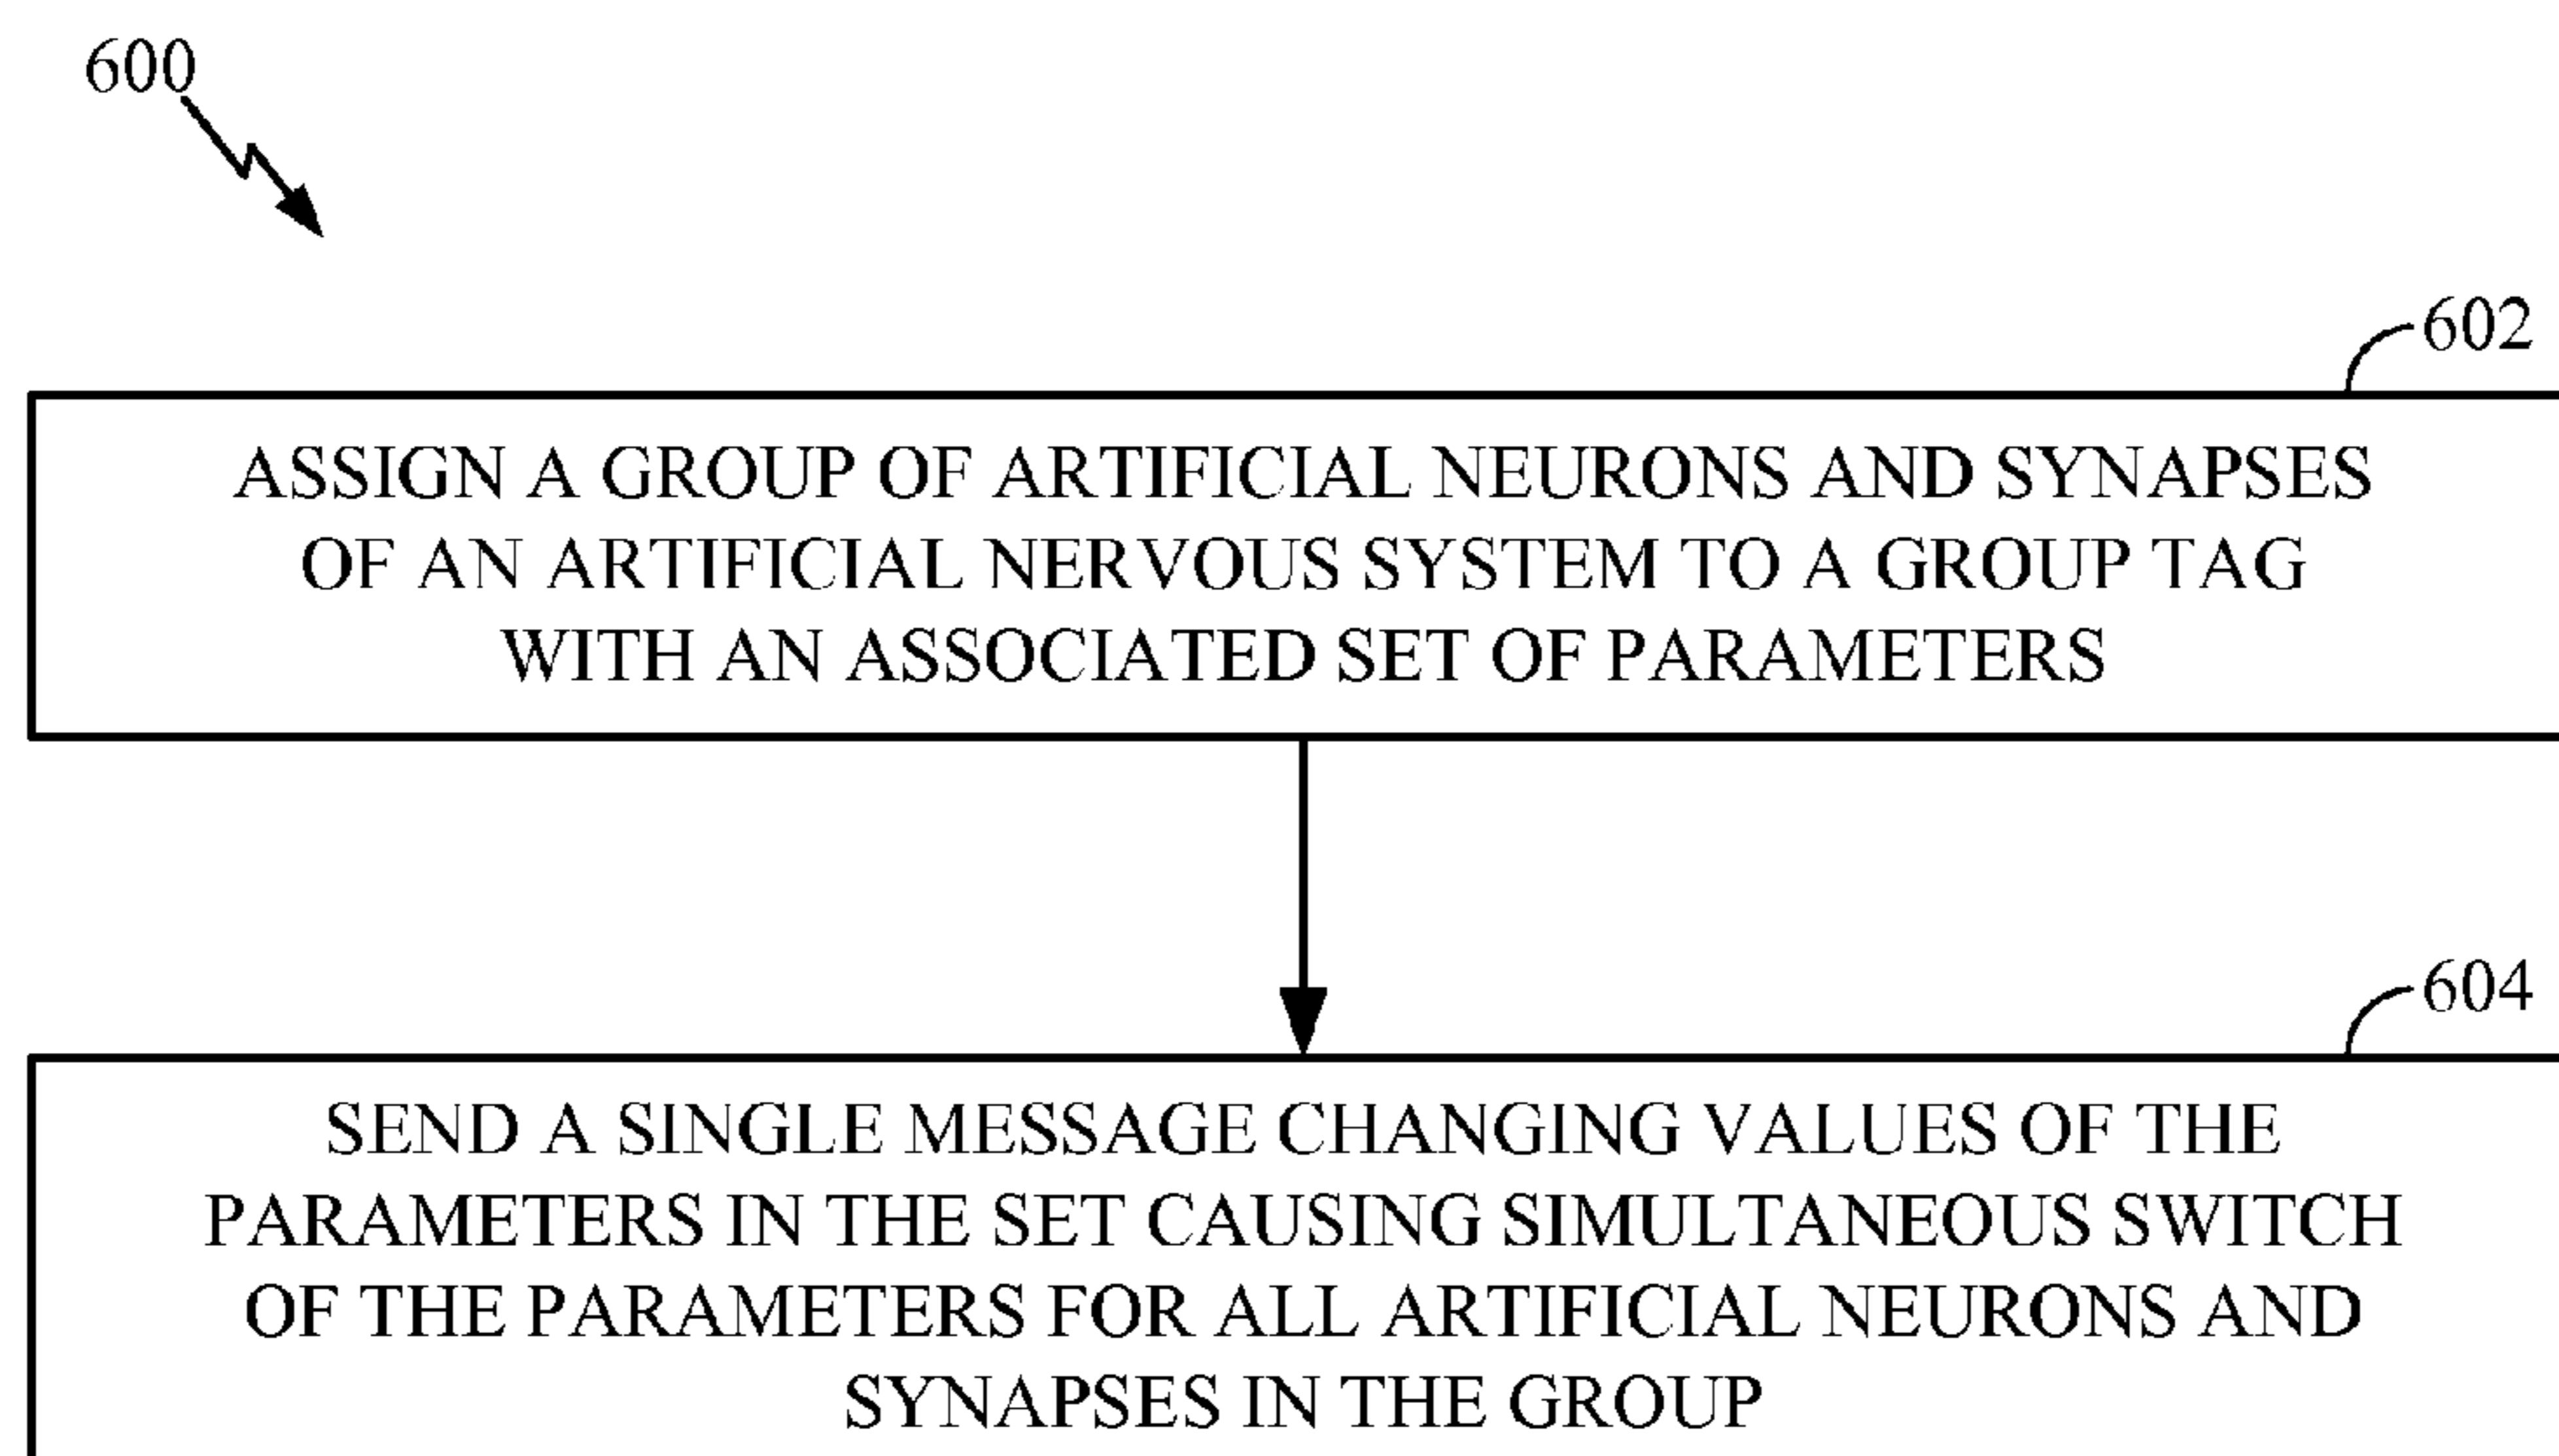 600
602
ASSIGN A GROUP OF ARTIFICIAL NEURONS AND SYNAPSES
OF AN ARTIFICIAL NERVOUS SYSTEM TO A GROUP TAG
WITH AN ASSOCIATED SET OF PARAMETERS
604
SEND A SINGLE MESSAGE CHANGING VALUES OF THE
PARAMETERS IN THE SET CAUSING SIMULTANEOUS SWITCH
OF THE PARAMETERS FOR ALL ARTIFICIAL NEURONS AND
SYNAPSES IN THE GROUP